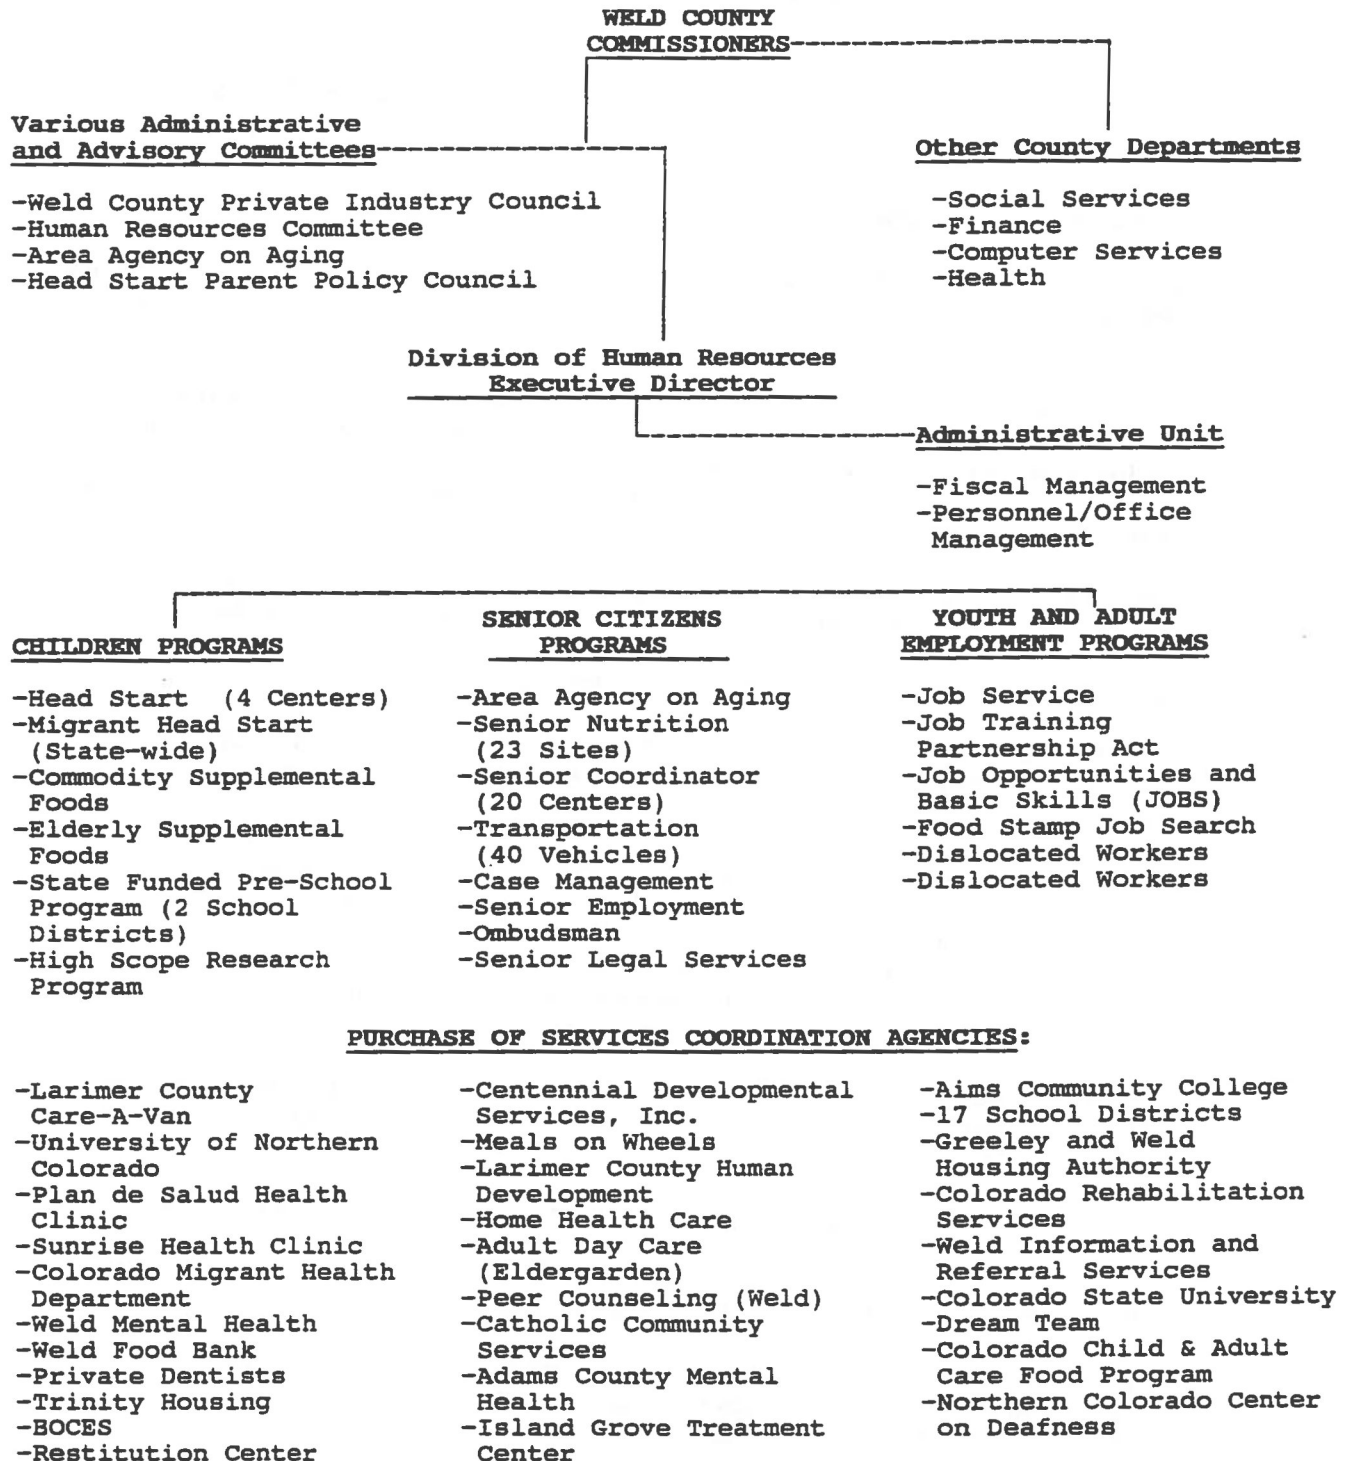 WELD COUNTY
COMMISSIONERS
Various Administrative
and Advisory Committees
-Weld County Private Industry Council
-Human Resources Committee
-Area Agency on Aging
-Head Start Parent Policy Council
Other County Departments
-Social Services
-Finance
-Computer Services
-Health
Division of Human Resources
Executive Director
Administrative Unit
-Fiscal Management
-Personnel/Office
Management
CHILDREN PROGRAMS
-Head Start (4 Centers)
-Migrant Head Start
(State-wide)
-Commodity Supplemental
Foods
-Elderly Supplemental
Foods
-State Funded Pre-School
Program (2 School
Districts)
-High Scope Research
Program
SENIOR CITIZENS
PROGRAMS
-Area Agency on Aging
-Senior Nutrition
(23 Sites)
-Senior Coordinator
(20 Centers)
-Transportation
(40 Vehicles)
-Case Management
-Senior Employment
-Ombudsman
-Senior Legal Services
YOUTH AND ADULT
EMPLOYMENT PROGRAMS
-Job Service
-Job Training
Partnership Act
-Job Opportunities and
Basic Skills (JOBS)
-Food Stamp Job Search
-Dislocated Workers
-Dislocated Workers
PURCHASE OF SERVICES COORDINATION AGENCIES:
-Larimer County
Care-A-Van
-University of Northern
Colorado
-Plan de Salud Health
Clinic
-Sunrise Health Clinic
-Colorado Migrant Health
Department
-Weld Mental Health
-Weld Food Bank
-Private Dentists
-Trinity Housing
-BOCES
-Restitution Center
-Centennial Developmental
Services, Inc.
-Meals on Wheels
-Larimer County Human
Development
-Home Health Care
-Adult Day Care
(Eldergarden)
-Peer Counseling (Weld)
-Catholic Community
Services
-Adams County Mental
Health
-Island Grove Treatment
Center
-Aims Community College
-17 School Districts
-Greeley and Weld
Housing Authority
-Colorado Rehabilitation
Services
-Weld Information and
Referral Services
-Colorado State University
-Dream Team
-Colorado Child & Adult
Care Food Program
-Northern Colorado Center
on Deafness